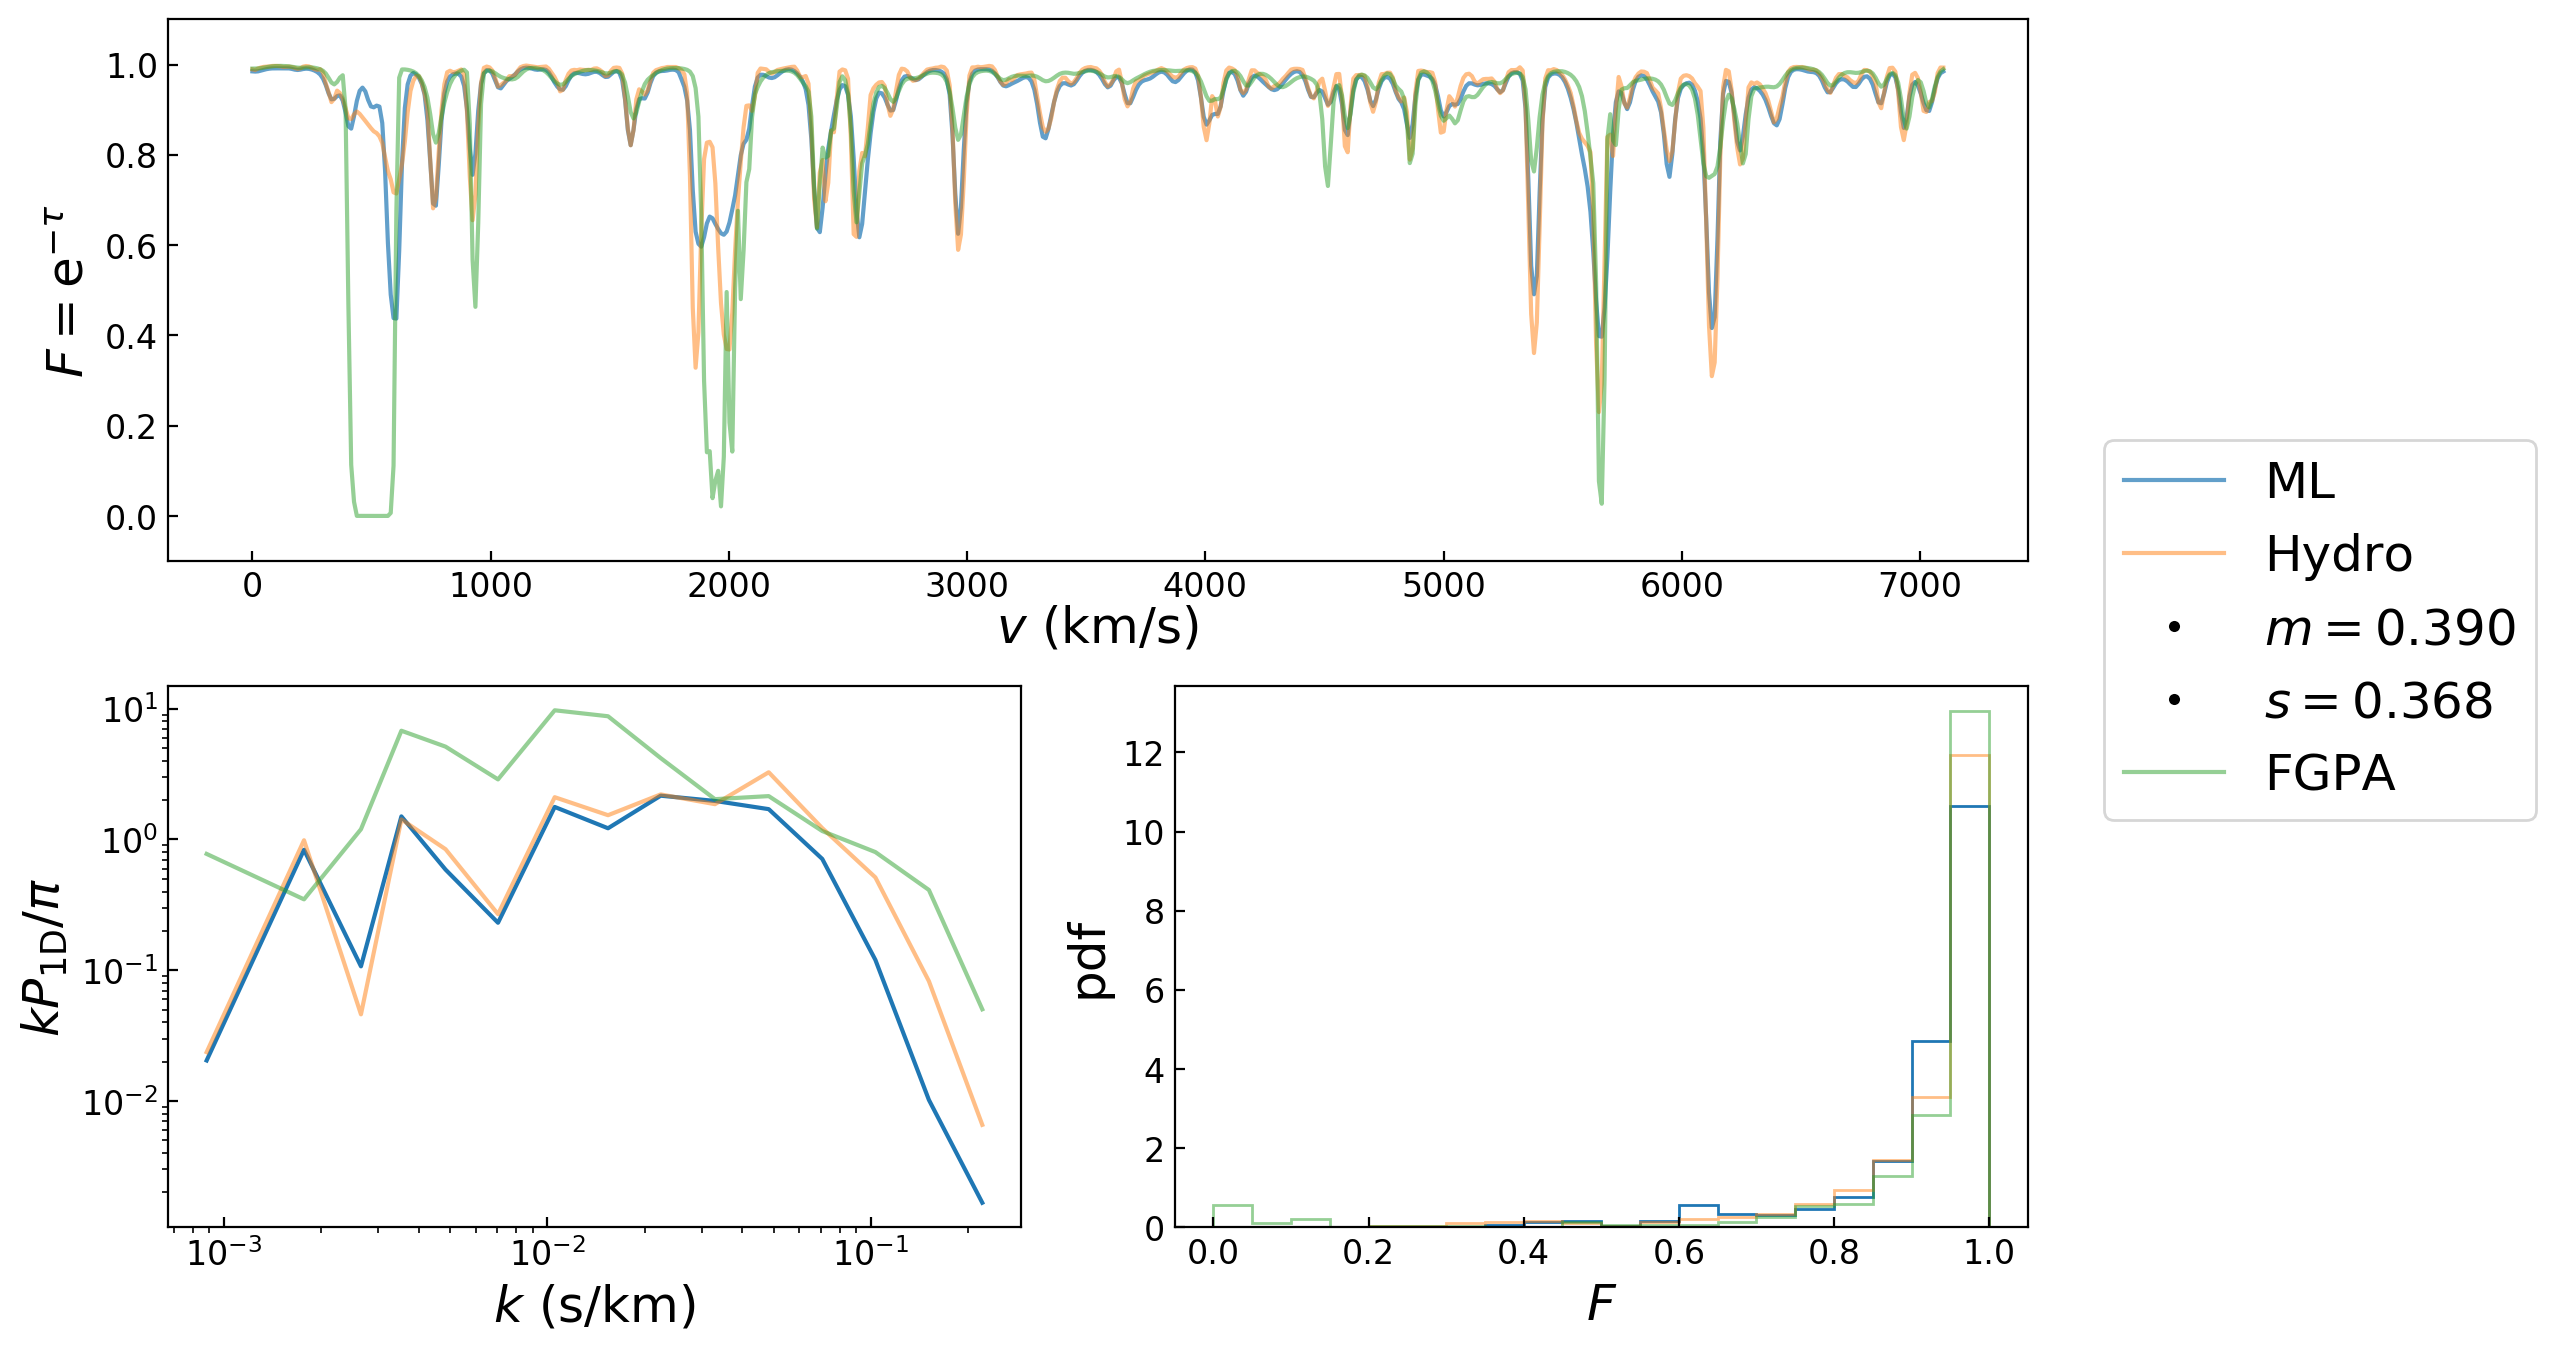 F = e^{−τ}
1.0
0.8
0.6
0.4
0.2
0.0
0 1000 2000 3000 4000 5000 6000 7000
v (km/s)
ML
Hydro
m = 0.390
s = 0.368
FGPA
kP_{1D}/π
10^1
10^0
10^{−1}
10^{−2}
10^{−3} 10^{−2} 10^{−1}
k (s/km)
pdf
12
10
8
6
4
2
0
0.0 0.2 0.4 0.6 0.8 1.0
F